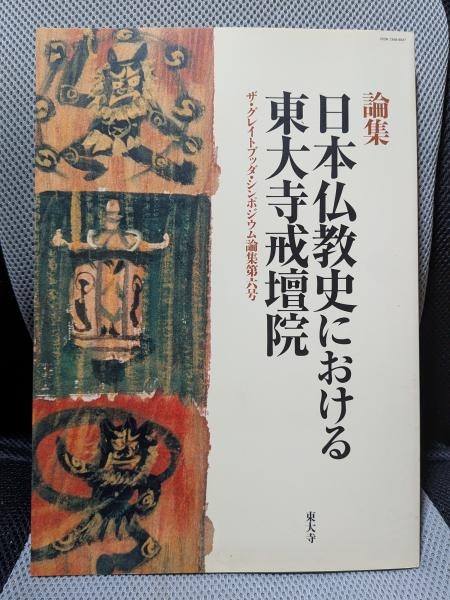 論集
日本仏教史における
東大寺戒壇院
ザ・グレイトブッダ・シンポジウム論集第六号
東大寺